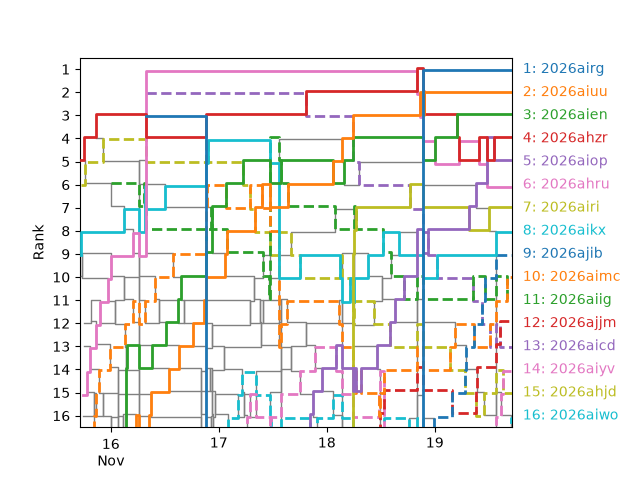 1
2
3
4
5
6
7
8
9
10
11
12
13
14
15
16
Rank
16
17
18
19
Nov
1: 2026airg
2: 2026aiuu
3: 2026aien
4: 2026ahzr
5: 2026aiop
6: 2026ahru
7: 2026airi
8: 2026aikx
9: 2026ajib
10: 2026aimc
11: 2026aiig
12: 2026ajjm
13: 2026aicd
14: 2026aiyv
15: 2026ahjd
16: 2026aiwo